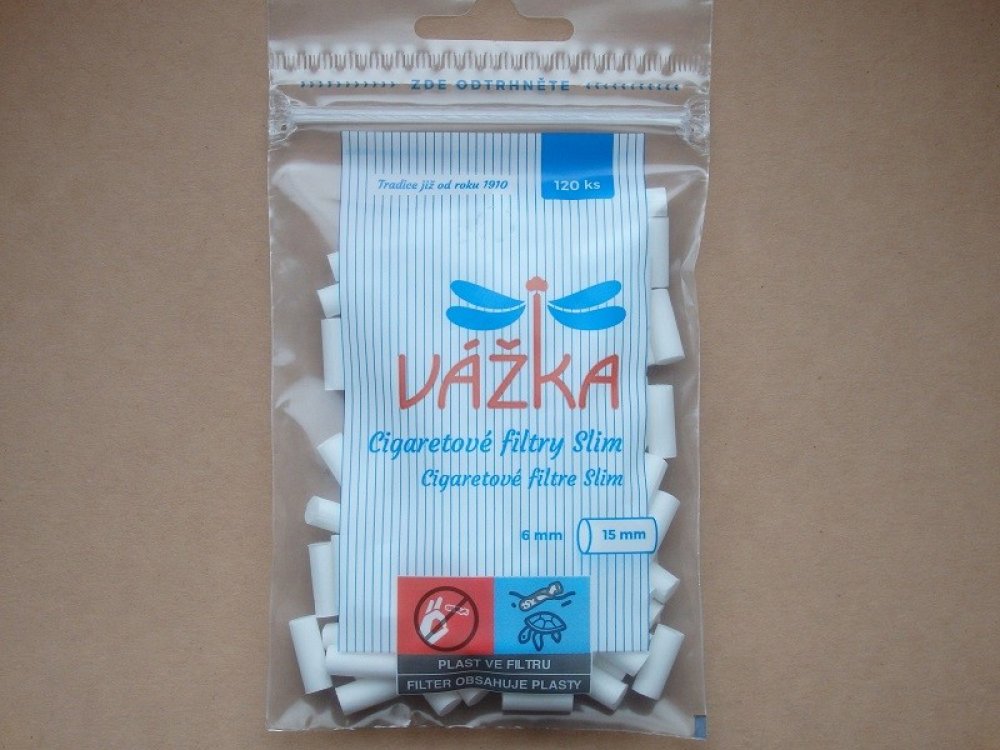 ZDE ODTRHNĚTE
120 ks
Tradice již od roku 1910
VÁŽKA
Cigaretové filtry Slim
Cigaretové filtre Slim
6 mm
15 mm
PLAST VE FILTRU
FILTER OBSAHUJE PLASTY